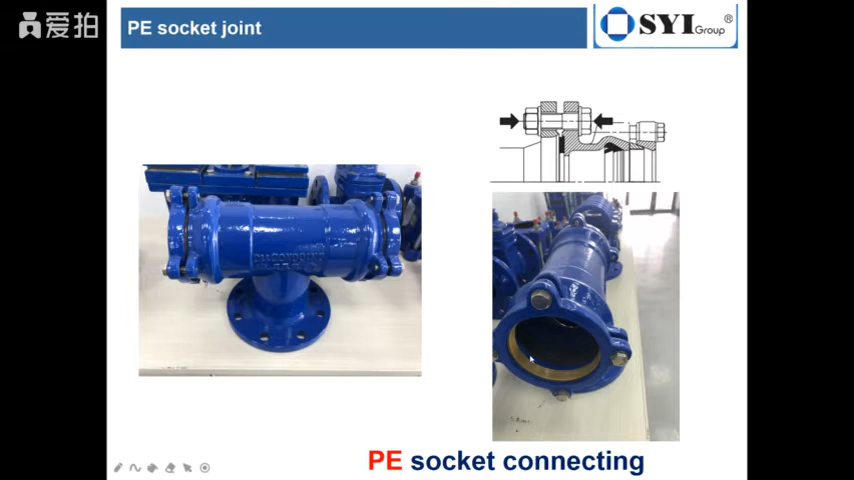 爱拍
PE socket joint
SYI Group ®
PE socket connecting